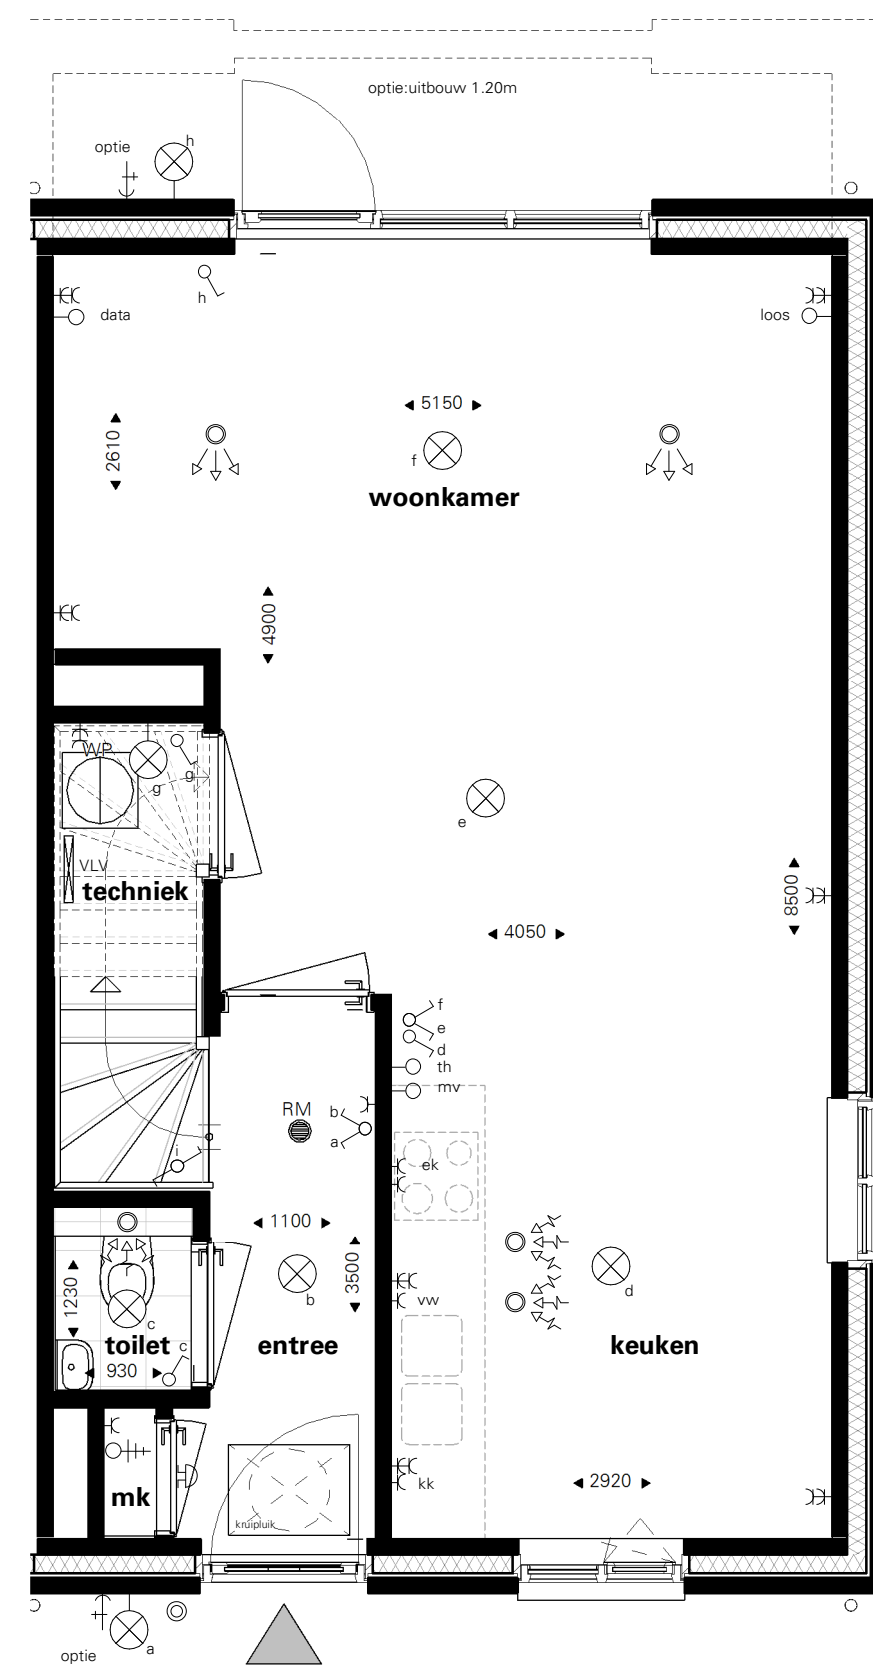 optie:uitbouw 1.20m
optie
h
h
data
loos
5150
2610
f
woonkamer
4900
WP
g
g
e
VLV
techniek
8500
4050
f
e
d
th
mv
RM
b
a
i
ek
1100
3500
1230
b
d
vw
c
toilet
c
entree
keuken
930
2920
kk
mk
kruipluik
a
optie